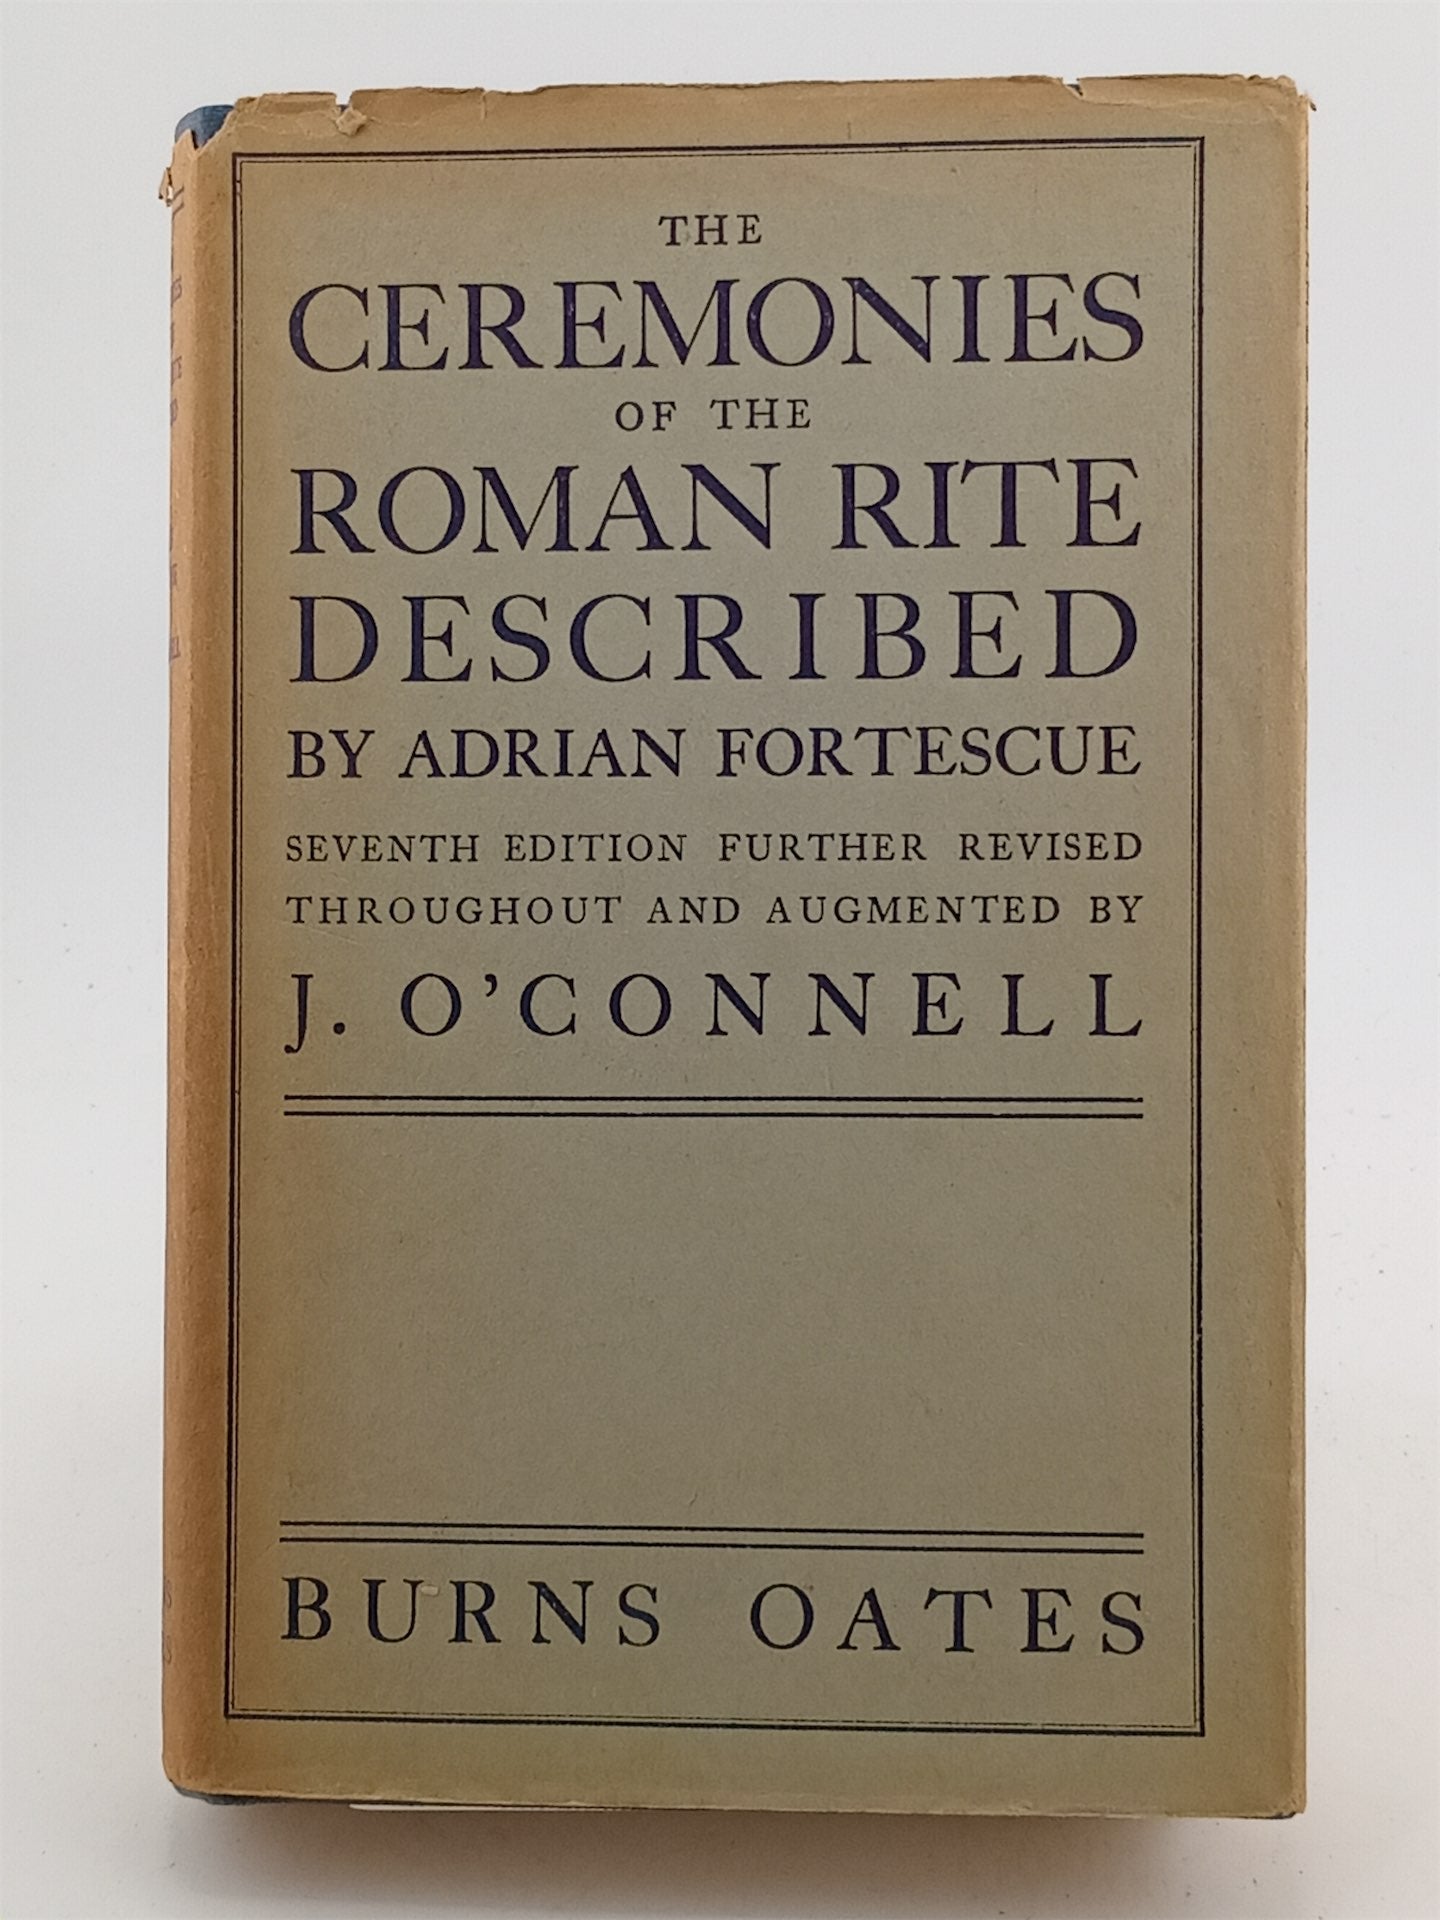 THE
CEREMONIES
OF THE
ROMAN RITE
DESCRIBED
BY ADRIAN FORTESCUE
SEVENTH EDITION FURTHER REVISED
THROUGHOUT AND AUGMENTED BY
J. O'CONNELL
BURNS OATES